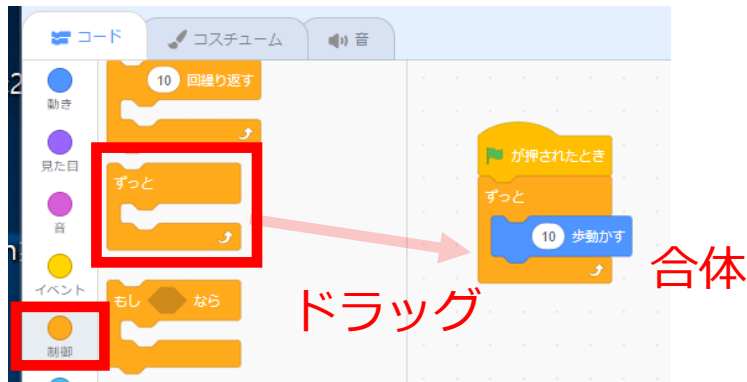 コード
コスチューム
音
動き
見た目
音
イベント
制御
10 回繰り返す
ずっと
もし なら
が押されたとき
ずっと
10 歩動かす
ドラッグ
合体